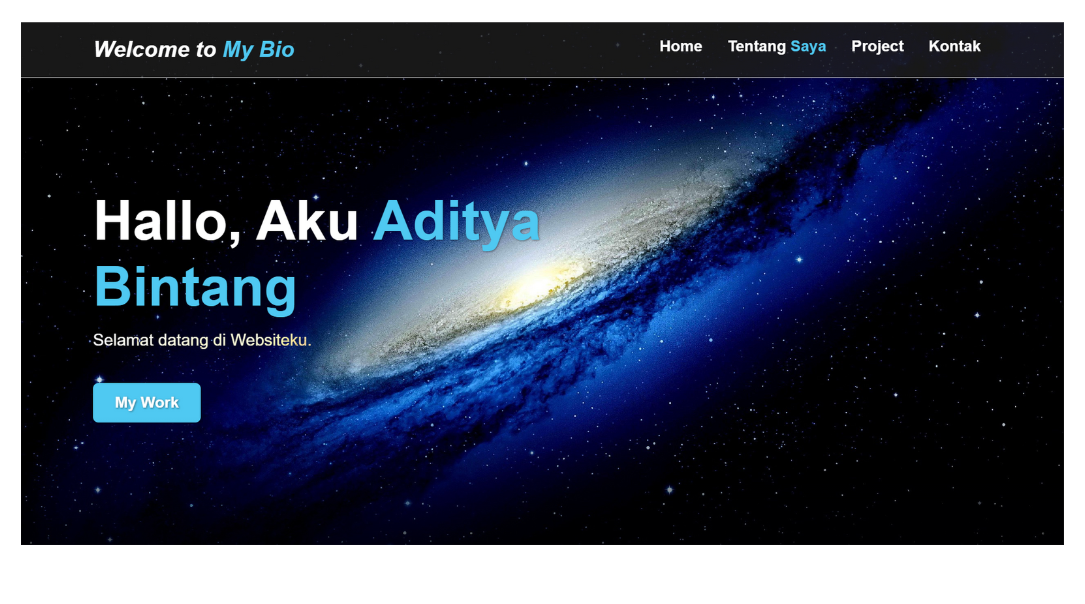 Welcome to My Bio
Home Tentang Saya Project Kontak
Hallo, Aku Aditya
Bintang
Selamat datang di Websiteku.
My Work